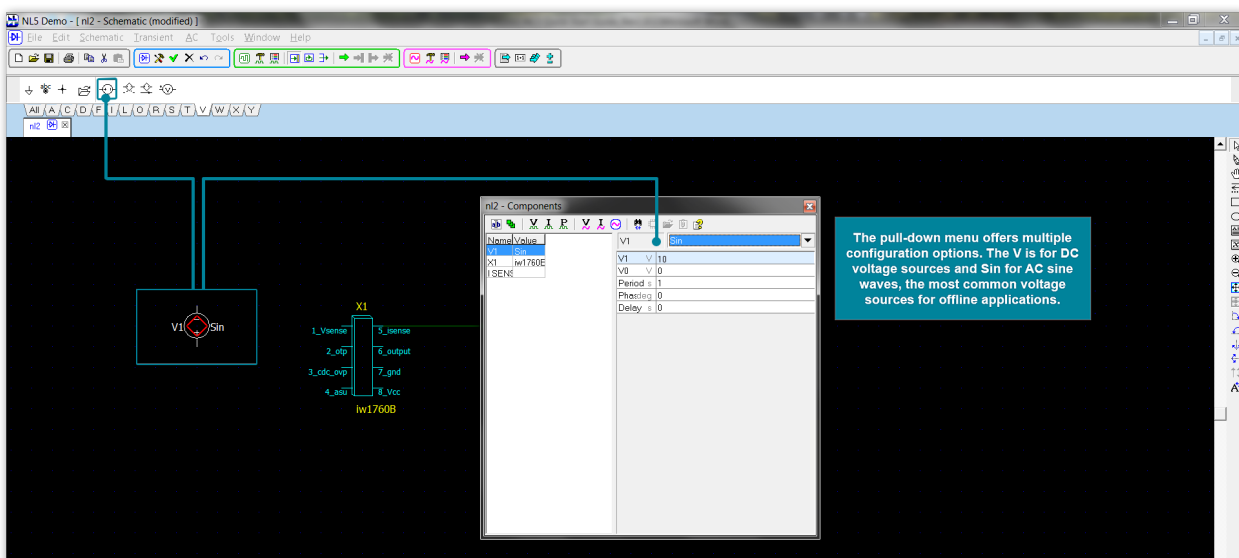 NL5 Demo - [ nl2 - Schematic (modified) ]
File Edit Schematic Transient AC Tools Window Help
All A C D F I L O R S T V W X Y
nl2
nl2 - Components
Name Value
V1 Sin
X1 iw1760B
I SENS
V1 Sin
V1 V 10
V0 V 0
Period s 1
Phase deg 0
Delay s 0
The pull-down menu offers multiple
configuration options. The V is for DC
voltage sources and Sin for AC sine
waves, the most common voltage
sources for offline applications.
V1 Sin
X1
1_Vsense 5_isense
2_otp 6_output
3_cdc_ovp 7_gnd
4_asu 8_Vcc
iw1760B